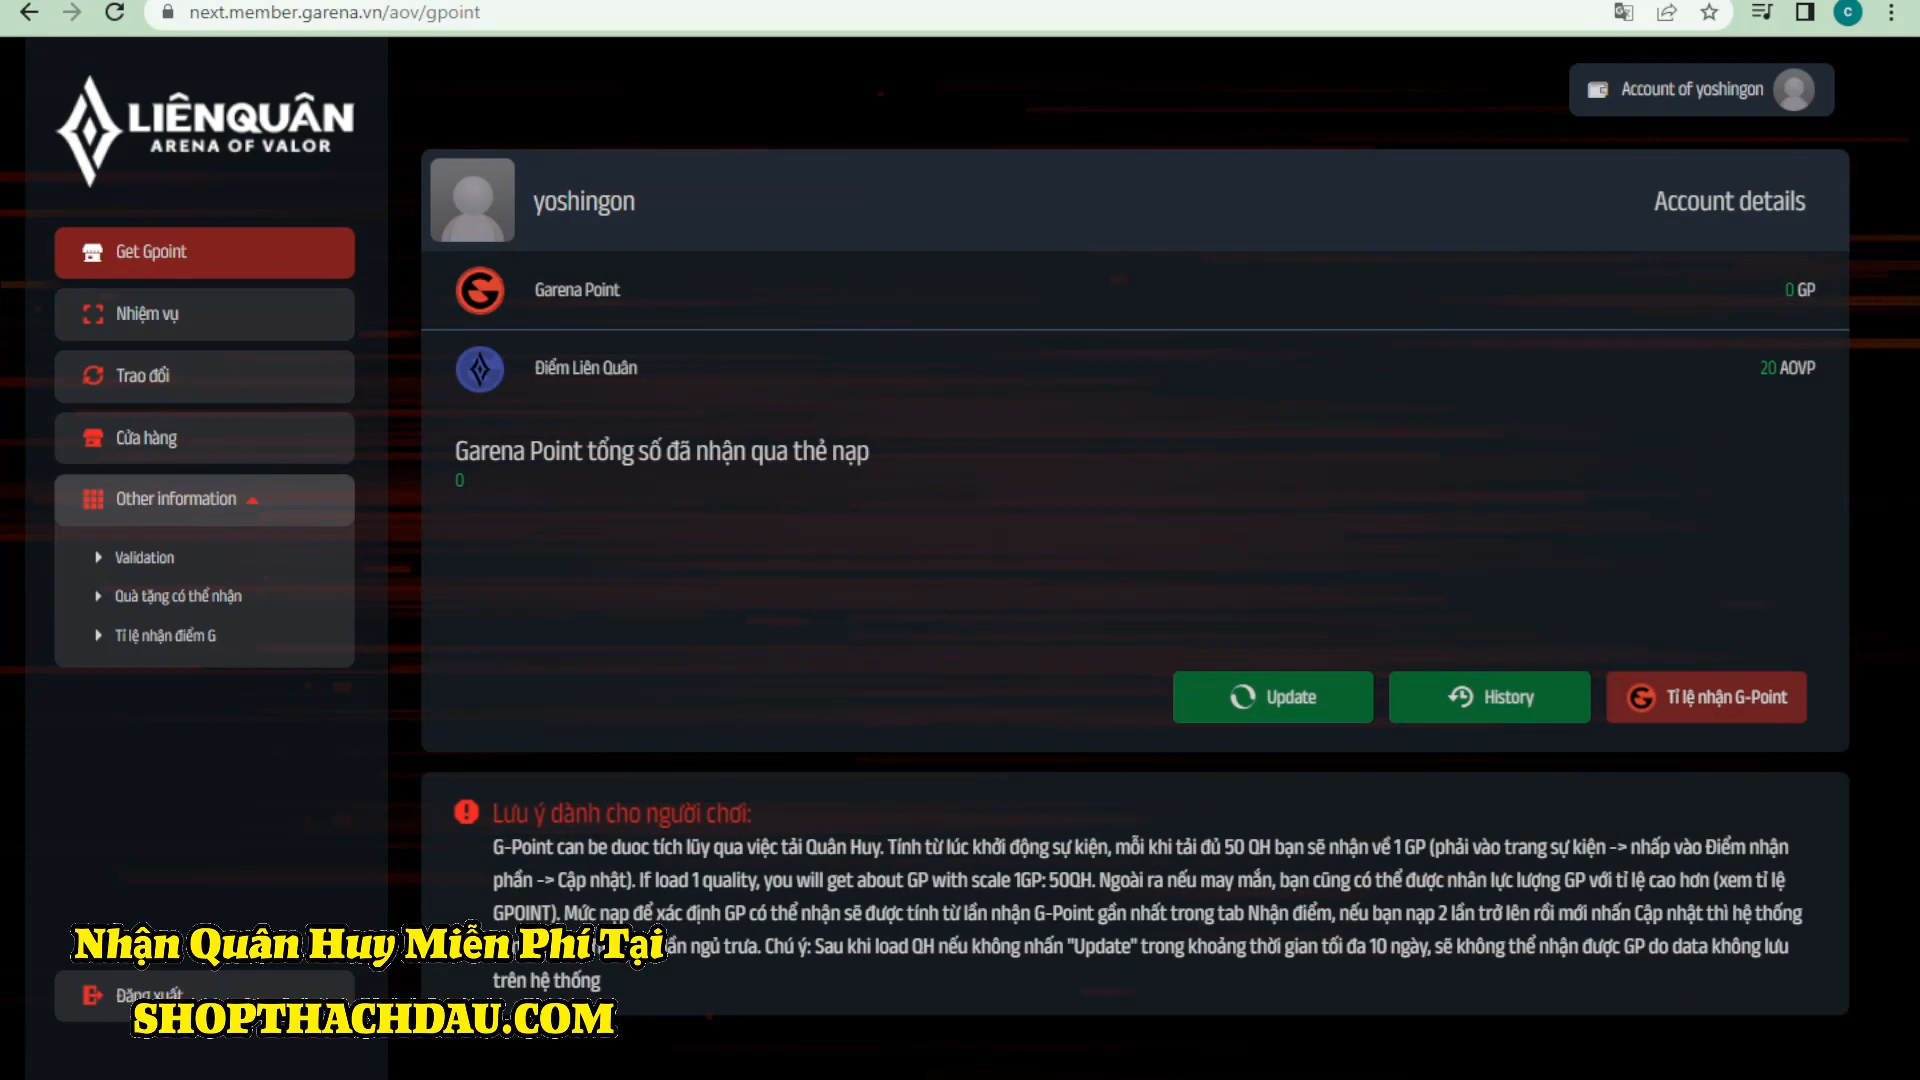 next.member.garena.vn/aov/gpoint
C
LIÊNQUÂN
ARENA OF VALOR
Account of yoshingon
yoshingon
Account details
Get Gpoint
Garena Point
0 GP
Nhiệm vụ
Trao đổi
Điểm Liên Quân
20 AOVP
Cửa hàng
Garena Point tổng số đã nhận qua thẻ nạp
0
Other information
Validation
Quà tặng có thể nhận
Tỉ lệ nhận điểm G
Update
History
Tỉ lệ nhận G-Point
Lưu ý dành cho người chơi:
G-Point can be duoc tích lũy qua việc tải Quân Huy. Tính từ lúc khởi động sự kiện, mỗi khi tải đủ 50 QH bạn sẽ nhận về 1 GP (phải vào trang sự kiện -> nhấp vào Điểm nhận
phần -> Cập nhật). If load 1 quality, you will get about GP with scale 1GP: 50QH. Ngoài ra nếu may mắn, bạn cũng có thể được nhân lực lượng GP với tỉ lệ cao hơn (xem tỉ lệ
GPOINT). Mức nạp để xác định GP có thể nhận sẽ được tính từ lần nhận G-Point gần nhất trong tab Nhận điểm, nếu bạn nạp 2 lần trở lên rồi mới nhấn Cập nhật thì hệ thống
ần ngủ trưa. Chú ý: Sau khi load QH nếu không nhấn "Update" trong khoảng thời gian tối đa 10 ngày, sẽ không thể nhận được GP do data không lưu
trên hệ thống
Nhận Quân Huy Miễn Phí Tại
Đăng xuất
SHOPTHACHDAU.COM